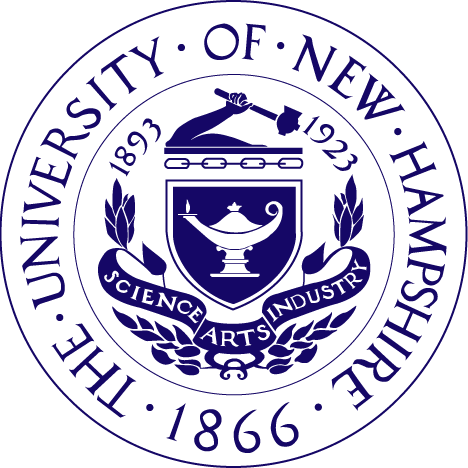 THE · UNIVERSITY · OF · NEW · HAMPSHIRE ·
1893 1923
SCIENCE ARTS INDUSTRY
· 1866 ·